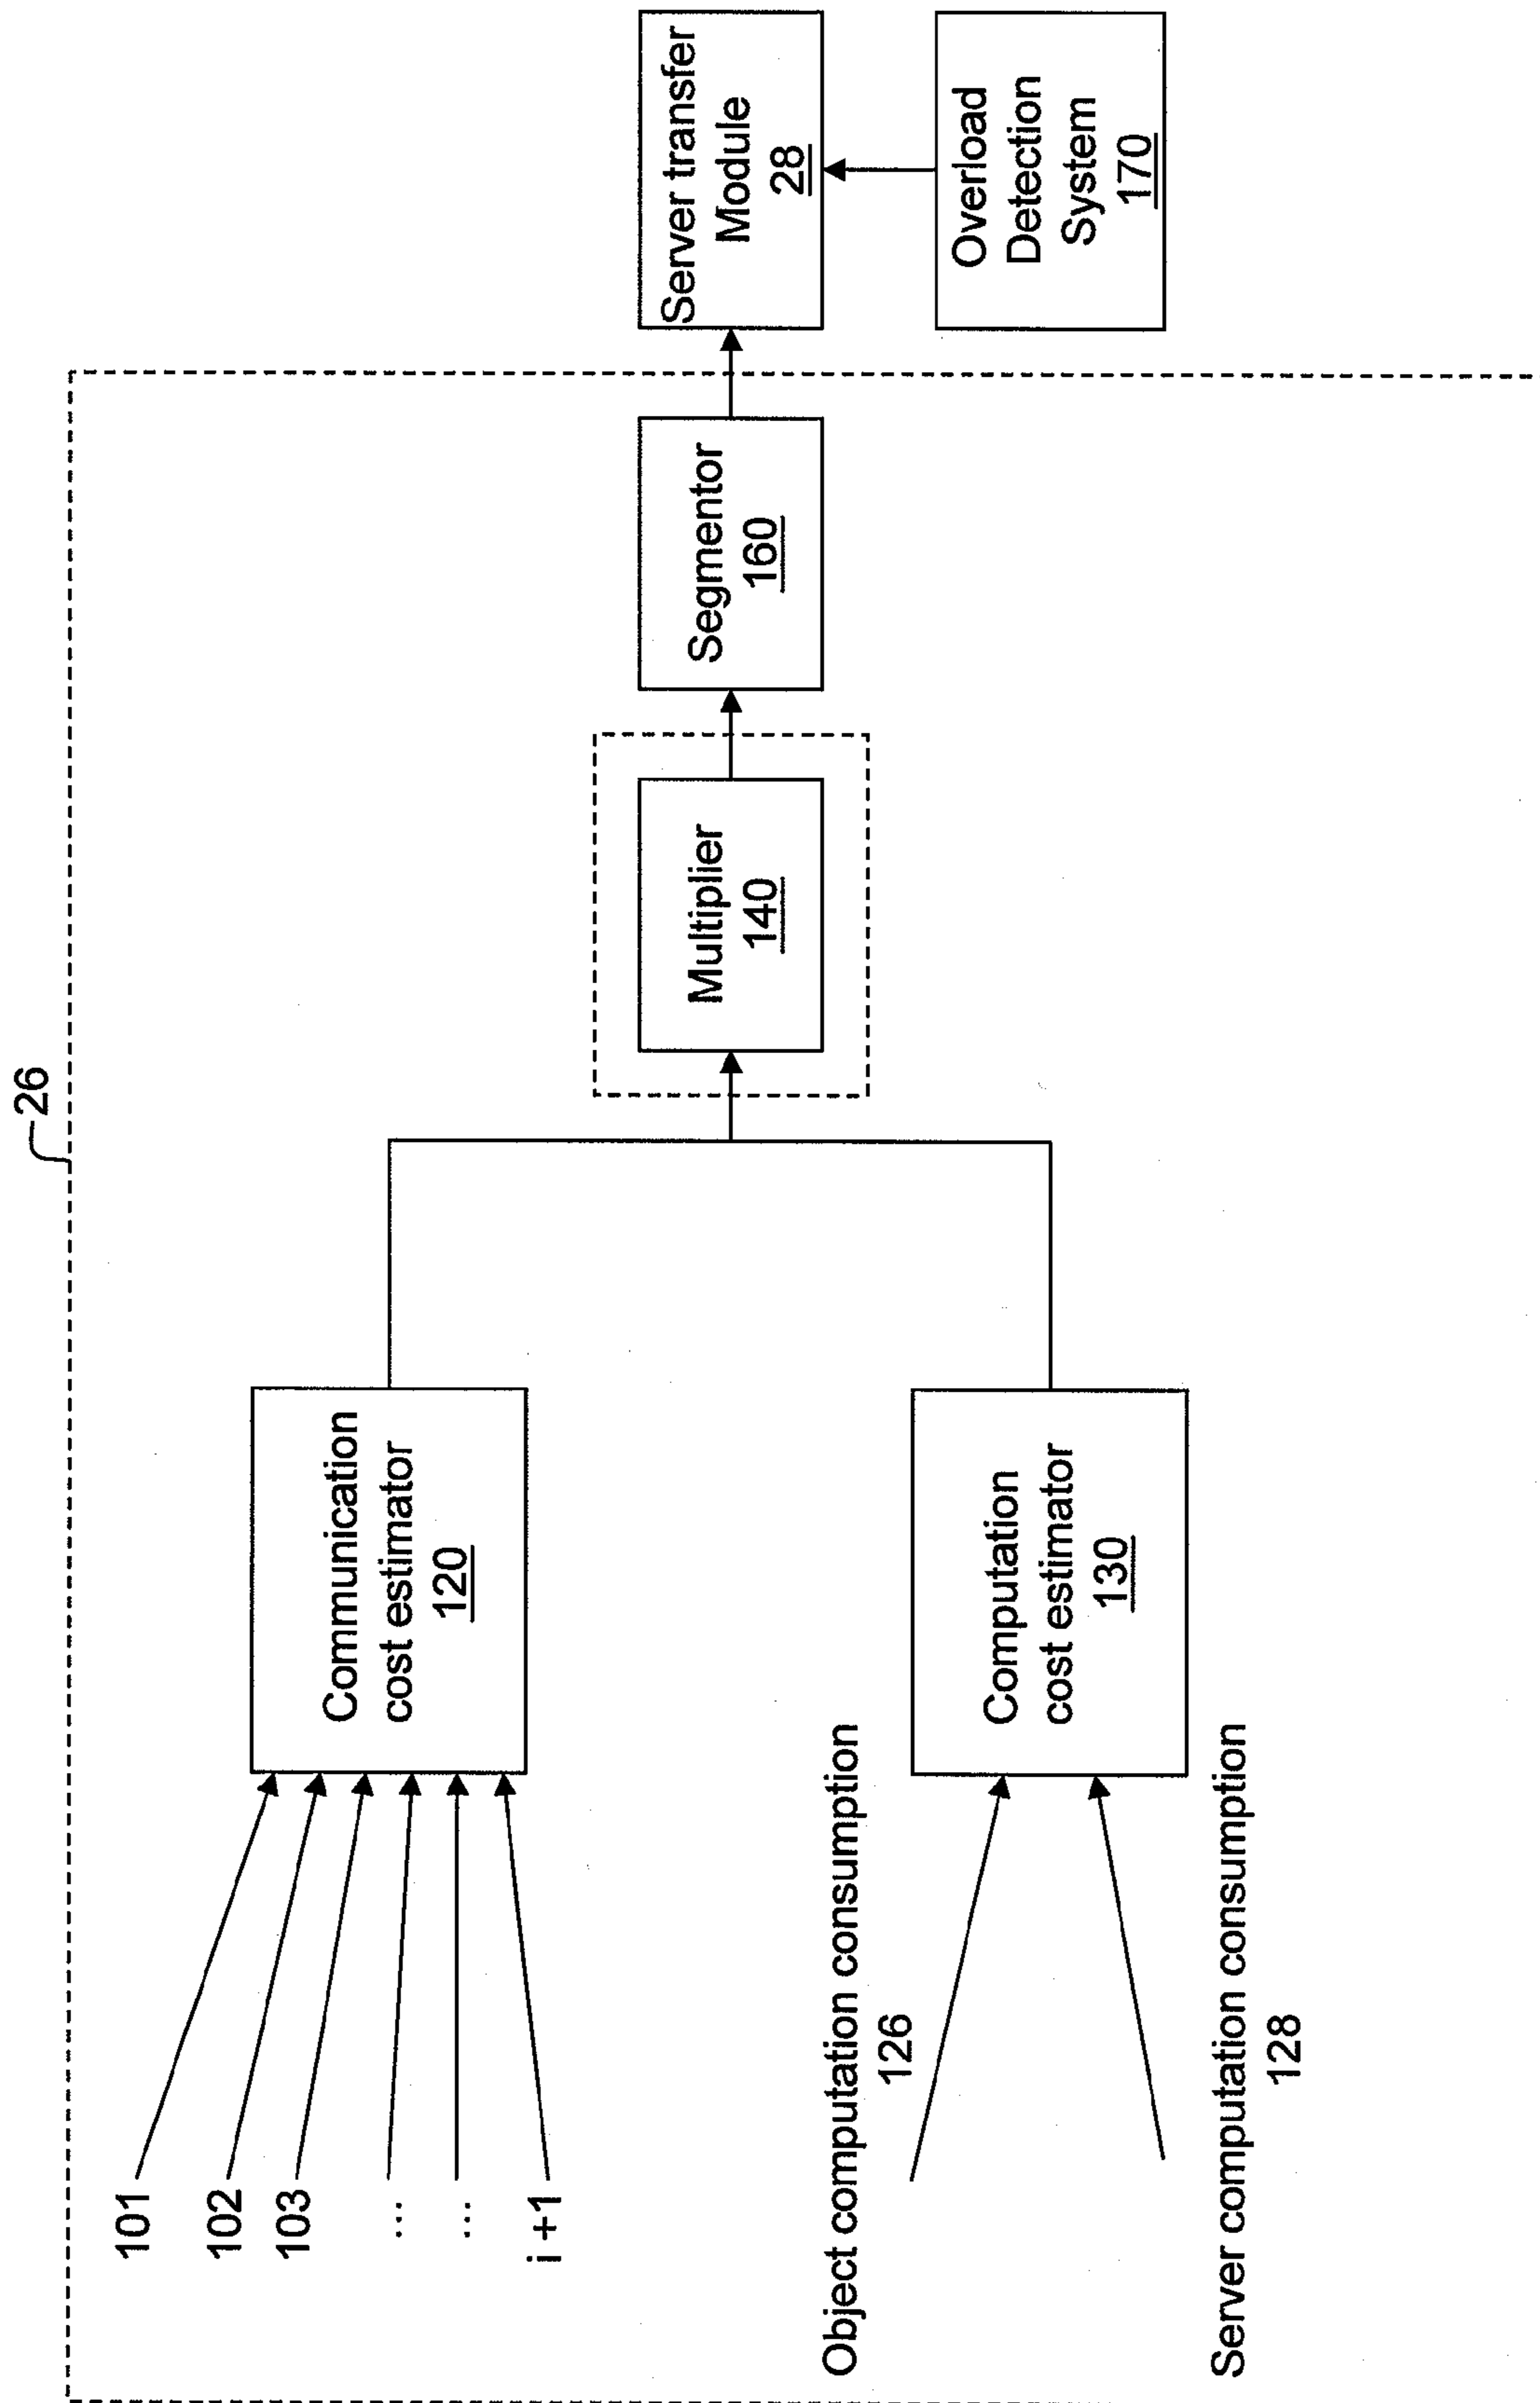 26
101
102
103
...
...
i +1
Communication
cost estimator
120
Object computation consumption
126
Server computation consumption
128
Computation
cost estimator
130
Multiplier
140
Segmentor
160
Server transfer
Module
28
Overload
Detection
System
170